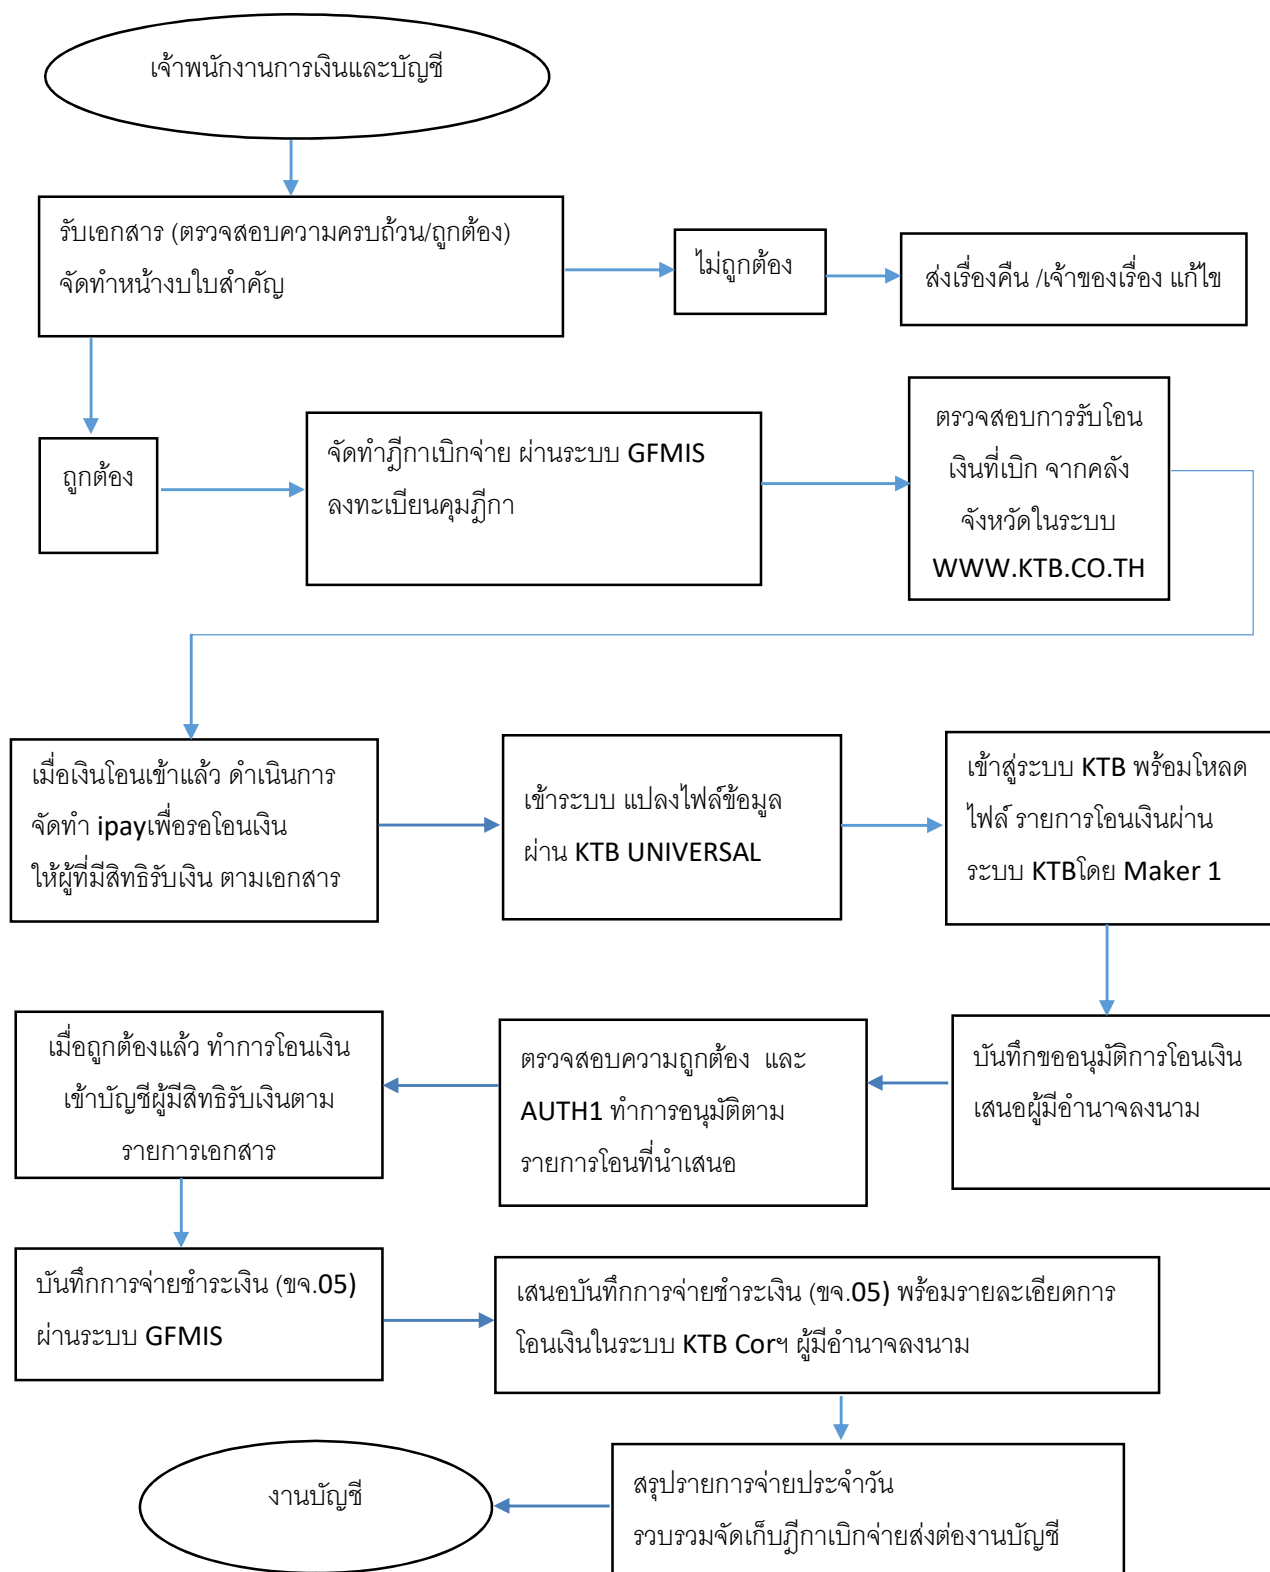 เจ้าพนักงานการเงินและบัญชี
รับเอกสาร (ตรวจสอบความครบถ้วน/ถูกต้อง)
จัดทำหน้างบใบสำคัญ
ไม่ถูกต้อง
ส่งเรื่องคืน /เจ้าของเรื่อง แก้ไข
ถูกต้อง
จัดทำฎีกาเบิกจ่าย ผ่านระบบ GFMIS
ลงทะเบียนคุมฎีกา
ตรวจสอบการรับโอน
เงินที่เบิก จากคลัง
จังหวัดในระบบ
WWW.KTB.CO.TH
เมื่อเงินโอนเข้าแล้ว ดำเนินการ
จัดทำ ipayเพื่อรอโอนเงิน
ให้ผู้ที่มีสิทธิรับเงิน ตามเอกสาร
เข้าระบบ แปลงไฟล์ข้อมูล
ผ่าน KTB UNIVERSAL
เข้าสู่ระบบ KTB พร้อมโหลด
ไฟล์ รายการโอนเงินผ่าน
ระบบ KTBโดย Maker 1
บันทึกขออนุมัติการโอนเงิน
เสนอผู้มีอำนาจลงนาม
ตรวจสอบความถูกต้อง และ
AUTH1 ทำการอนุมัติตาม
รายการโอนที่นำเสนอ
เมื่อถูกต้องแล้ว ทำการโอนเงิน
เข้าบัญชีผู้มีสิทธิรับเงินตาม
รายการเอกสาร
บันทึกการจ่ายชำระเงิน (ขจ.05)
ผ่านระบบ GFMIS
เสนอบันทึกการจ่ายชำระเงิน (ขจ.05) พร้อมรายละเอียดการ
โอนเงินในระบบ KTB Corฯ ผู้มีอำนาจลงนาม
สรุปรายการจ่ายประจำวัน
รวบรวมจัดเก็บฎีกาเบิกจ่ายส่งต่องานบัญชี
งานบัญชี